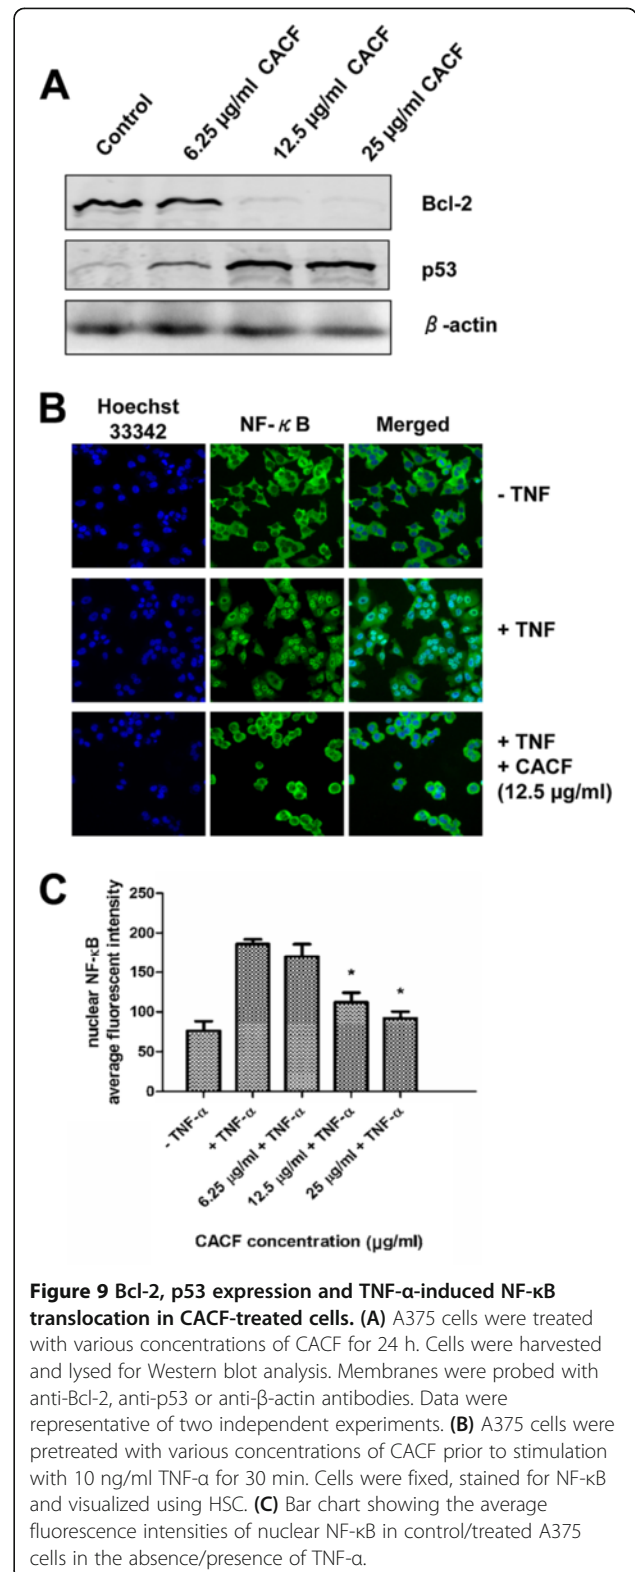 A
Control
6.25 µg/ml CACF
12.5 µg/ml CACF
25 µg/ml CACF
Bcl-2
p53
β-actin
B
Hoechst
33342
NF-κB
Merged
- TNF
+ TNF
+ TNF
+ CACF
(12.5 µg/ml)
C
nuclear NF-κB
average fluorescent intensity
250
200
150
100
50
0
*
*
- TNF-α
+ TNF-α
6.25 µg/ml + TNF-α
12.5 µg/ml + TNF-α
25 µg/ml + TNF-α
CACF concentration (µg/ml)
Figure 9 Bcl-2, p53 expression and TNF-α-induced NF-κB
translocation in CACF-treated cells. (A) A375 cells were treated
with various concentrations of CACF for 24 h. Cells were harvested
and lysed for Western blot analysis. Membranes were probed with
anti-Bcl-2, anti-p53 or anti-β-actin antibodies. Data were
representative of two independent experiments. (B) A375 cells were
pretreated with various concentrations of CACF prior to stimulation
with 10 ng/ml TNF-α for 30 min. Cells were fixed, stained for NF-κB
and visualized using HSC. (C) Bar chart showing the average
fluorescence intensities of nuclear NF-κB in control/treated A375
cells in the absence/presence of TNF-α.